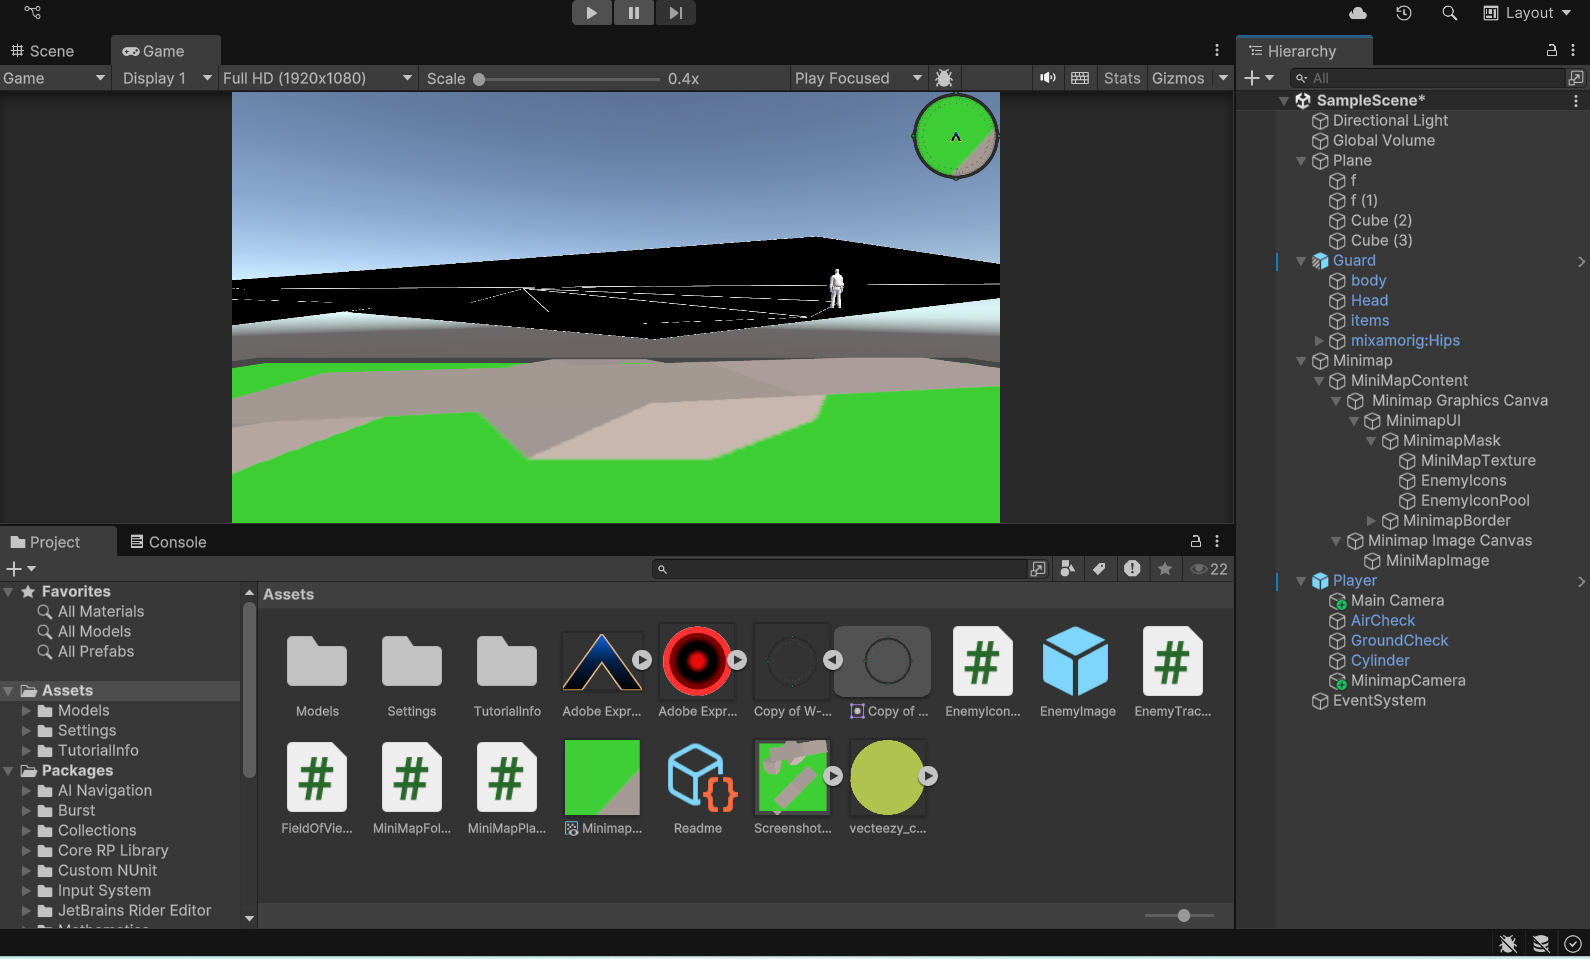 Layout
Scene
Game
Hierarchy
Game
Display 1
Full HD (1920x1080)
Scale
0.4x
Play Focused
Stats
Gizmos
All
SampleScene*
Directional Light
Global Volume
Plane
f
f (1)
Cube (2)
Cube (3)
Guard
body
Head
items
mixamorig:Hips
Minimap
MiniMapContent
Minimap Graphics Canva
MinimapUI
MinimapMask
MiniMapTexture
EnemyIcons
EnemyIconPool
MinimapBorder
Minimap Image Canvas
MiniMapImage
Player
Main Camera
AirCheck
GroundCheck
Cylinder
MinimapCamera
EventSystem
Project
Console
22
Favorites
All Materials
All Models
All Prefabs
Assets
Models
Settings
TutorialInfo
Packages
AI Navigation
Burst
Collections
Core RP Library
Custom NUnit
Input System
JetBrains Rider Editor
Mathematics
Assets
Models
Settings
TutorialInfo
Adobe Expr...
Adobe Expr...
Copy of W-...
Copy of ...
EnemyIcon...
EnemyImage
EnemyTrac...
FieldOfVie...
MiniMapFol...
MiniMapPla...
Minimap...
Readme
Screenshot...
vecteezy_c...